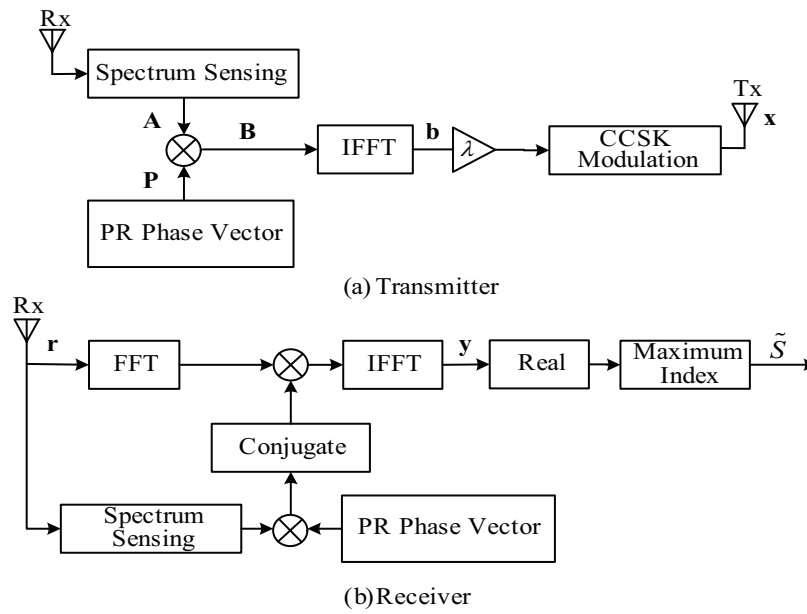 Rx
Spectrum Sensing
Tx
x
A
B
IFFT
b
λ
CCSK
Modulation
P
PR Phase Vector
(a) Transmitter
Rx
r
FFT
IFFT
y
Real
Maximum
Index
S̃
Conjugate
Spectrum
Sensing
PR Phase Vector
(b) Receiver